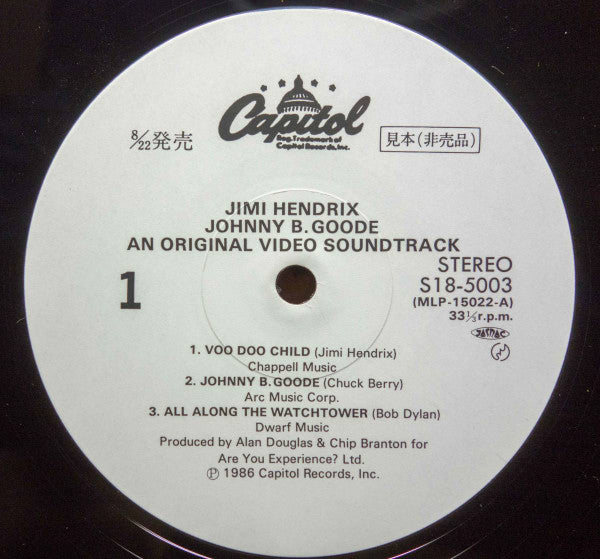 Capitol
Reg. Trademark of
Capitol Records, Inc.
8/22発売
見本(非売品)
JIMI HENDRIX
JOHNNY B. GOODE
AN ORIGINAL VIDEO SOUNDTRACK
1
STEREO
S18-5003
(MLP-15022-A)
33⅓ r.p.m.
1. VOO DOO CHILD (Jimi Hendrix)
Chappell Music
2. JOHNNY B. GOODE (Chuck Berry)
Arc Music Corp.
3. ALL ALONG THE WATCHTOWER (Bob Dylan)
Dwarf Music
Produced by Alan Douglas & Chip Branton for
Are You Experience? Ltd.
℗ 1986 Capitol Records, Inc.